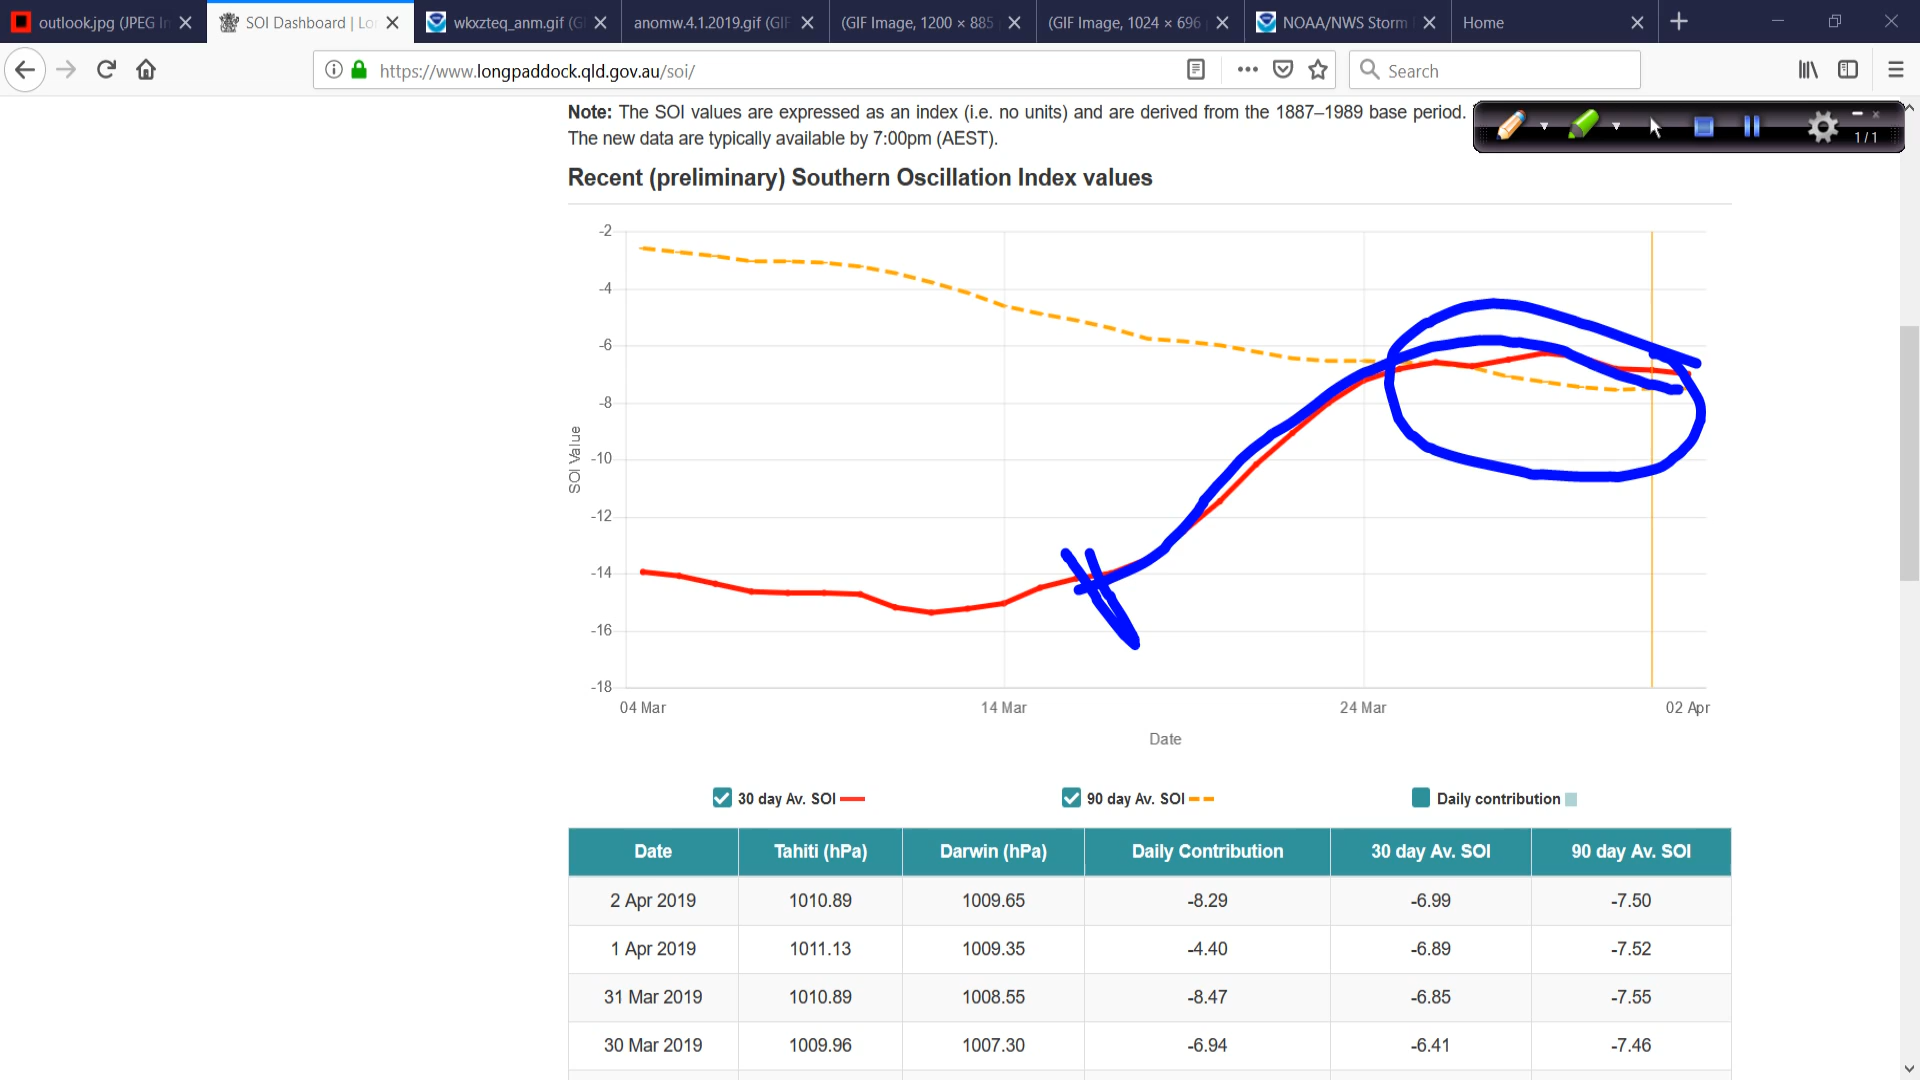 outlook.jpg (JPEG In
SOI Dashboard | Lo
wkxzteq_anm.gif (G
anomw.4.1.2019.gif (GIF
(GIF Image, 1200 × 885
(GIF Image, 1024 × 696
NOAA/NWS Storm
Home
https://www.longpaddock.qld.gov.au/soi/
Search
1/1
Note: The SOI values are expressed as an index (i.e. no units) and are derived from the 1887–1989 base period.
The new data are typically available by 7:00pm (AEST).
Recent (preliminary) Southern Oscillation Index values
-2
-4
-6
-8
-10
-12
-14
-16
-18
SOI Value
04 Mar 14 Mar 24 Mar 02 Apr
Date
30 day Av. SOI 90 day Av. SOI Daily contribution
Date Tahiti (hPa) Darwin (hPa) Daily Contribution 30 day Av. SOI 90 day Av. SOI
2 Apr 2019 1010.89 1009.65 -8.29 -6.99 -7.50
1 Apr 2019 1011.13 1009.35 -4.40 -6.89 -7.52
31 Mar 2019 1010.89 1008.55 -8.47 -6.85 -7.55
30 Mar 2019 1009.96 1007.30 -6.94 -6.41 -7.46